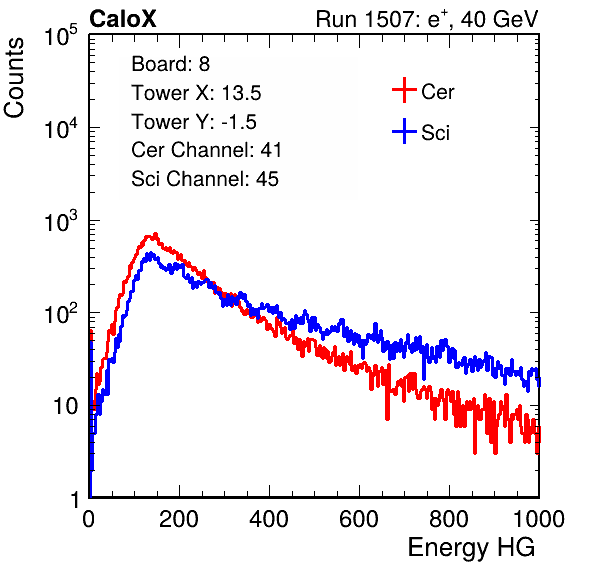 CaloX Run 1507: e⁺, 40 GeV
Counts
Board: 8
Tower X: 13.5
Tower Y: -1.5
Cer Channel: 41
Sci Channel: 45
Cer
Sci
10⁵
10⁴
10³
10²
10
1
0 200 400 600 800 1000
Energy HG